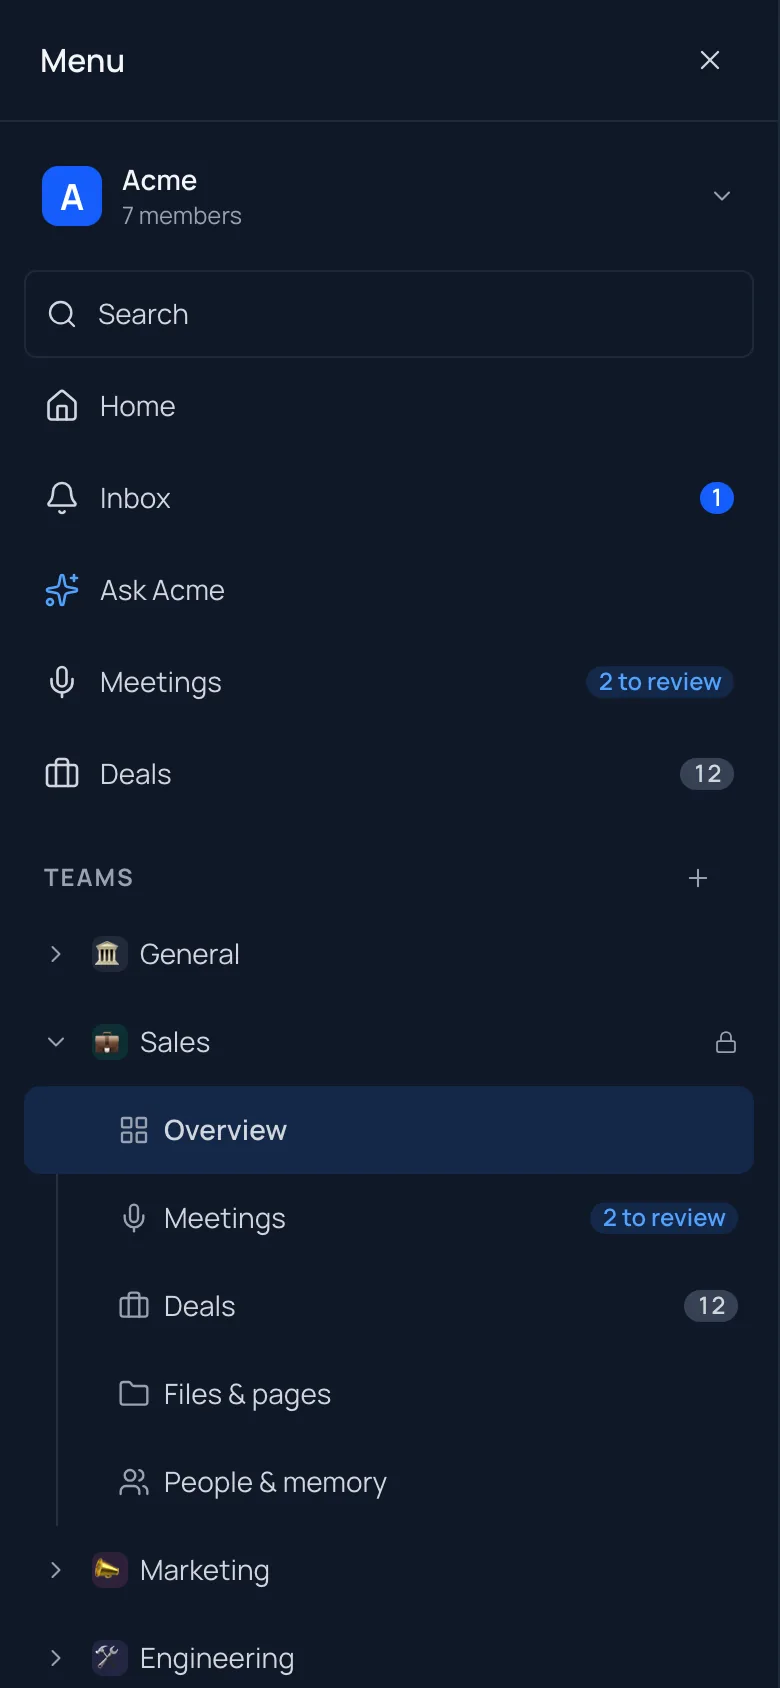 Menu
A
Acme
7 members
Search
Home
Inbox
1
Ask Acme
Meetings
2 to review
Deals
12
TEAMS
General
Sales
Overview
Meetings
2 to review
Deals
12
Files & pages
People & memory
Marketing
Engineering